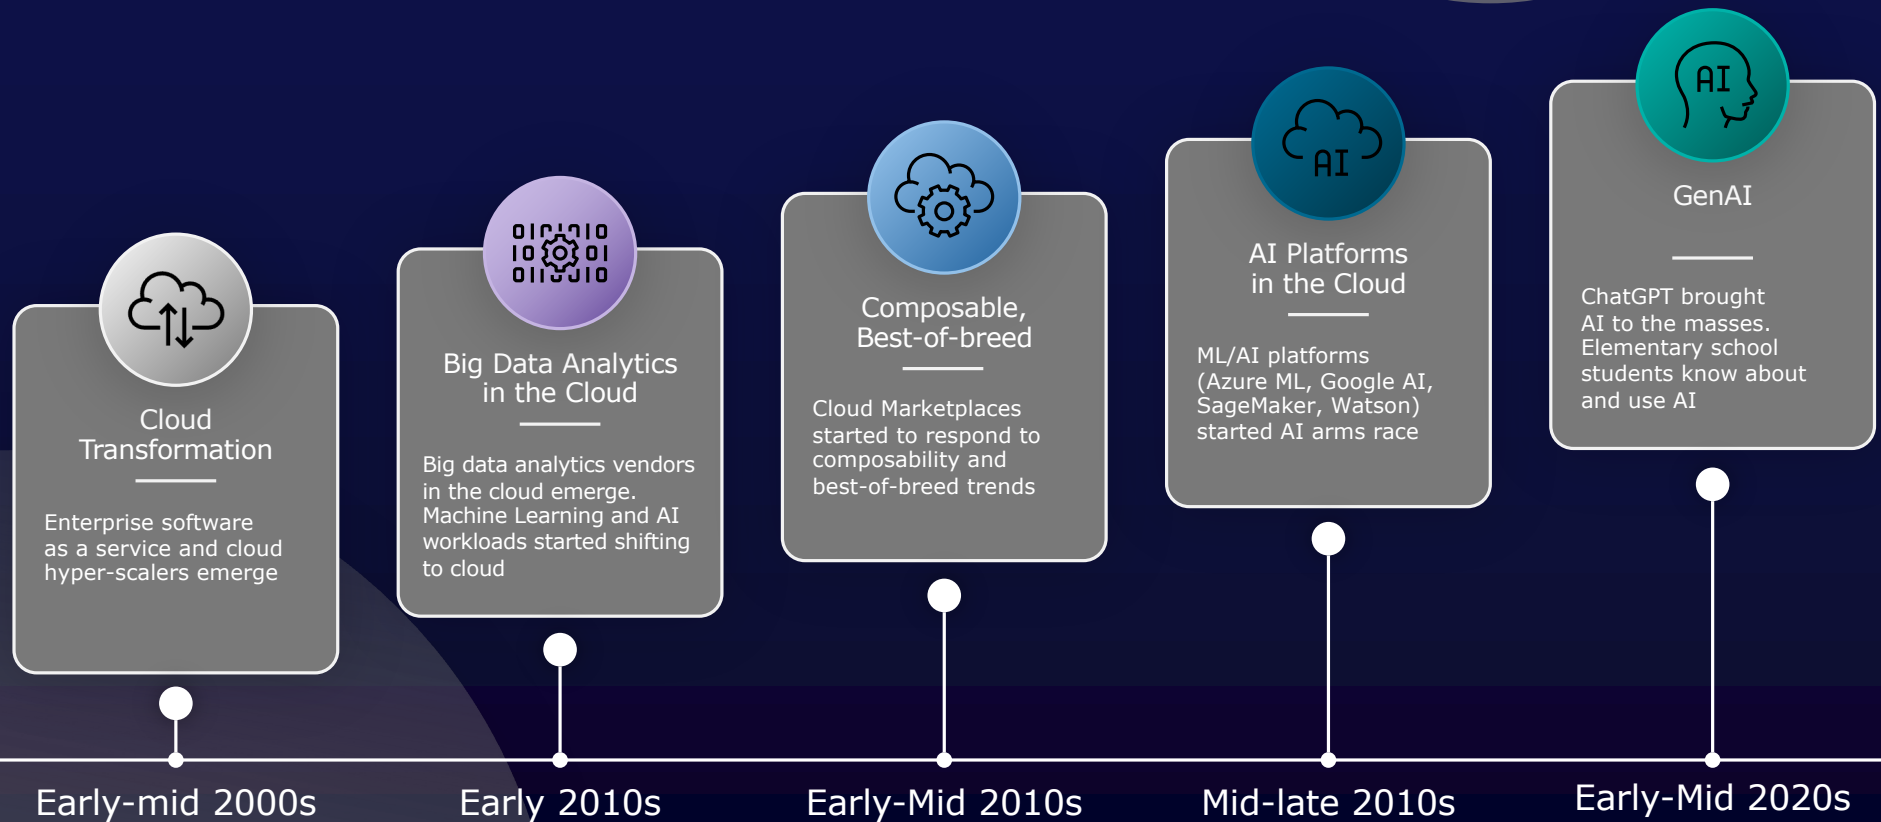 Cloud
Transformation
Enterprise software
as a service and cloud
hyper-scalers emerge
Early-mid 2000s
Big Data Analytics
in the Cloud
Big data analytics vendors
in the cloud emerge.
Machine Learning and AI
workloads started shifting
to cloud
Early 2010s
Composable,
Best-of-breed
Cloud Marketplaces
started to respond to
composability and
best-of-breed trends
Early-Mid 2010s
AI
AI Platforms
in the Cloud
ML/AI platforms
(Azure ML, Google AI,
SageMaker, Watson)
started AI arms race
Mid-late 2010s
AI
GenAI
ChatGPT brought
AI to the masses.
Elementary school
students know about
and use AI
Early-Mid 2020s